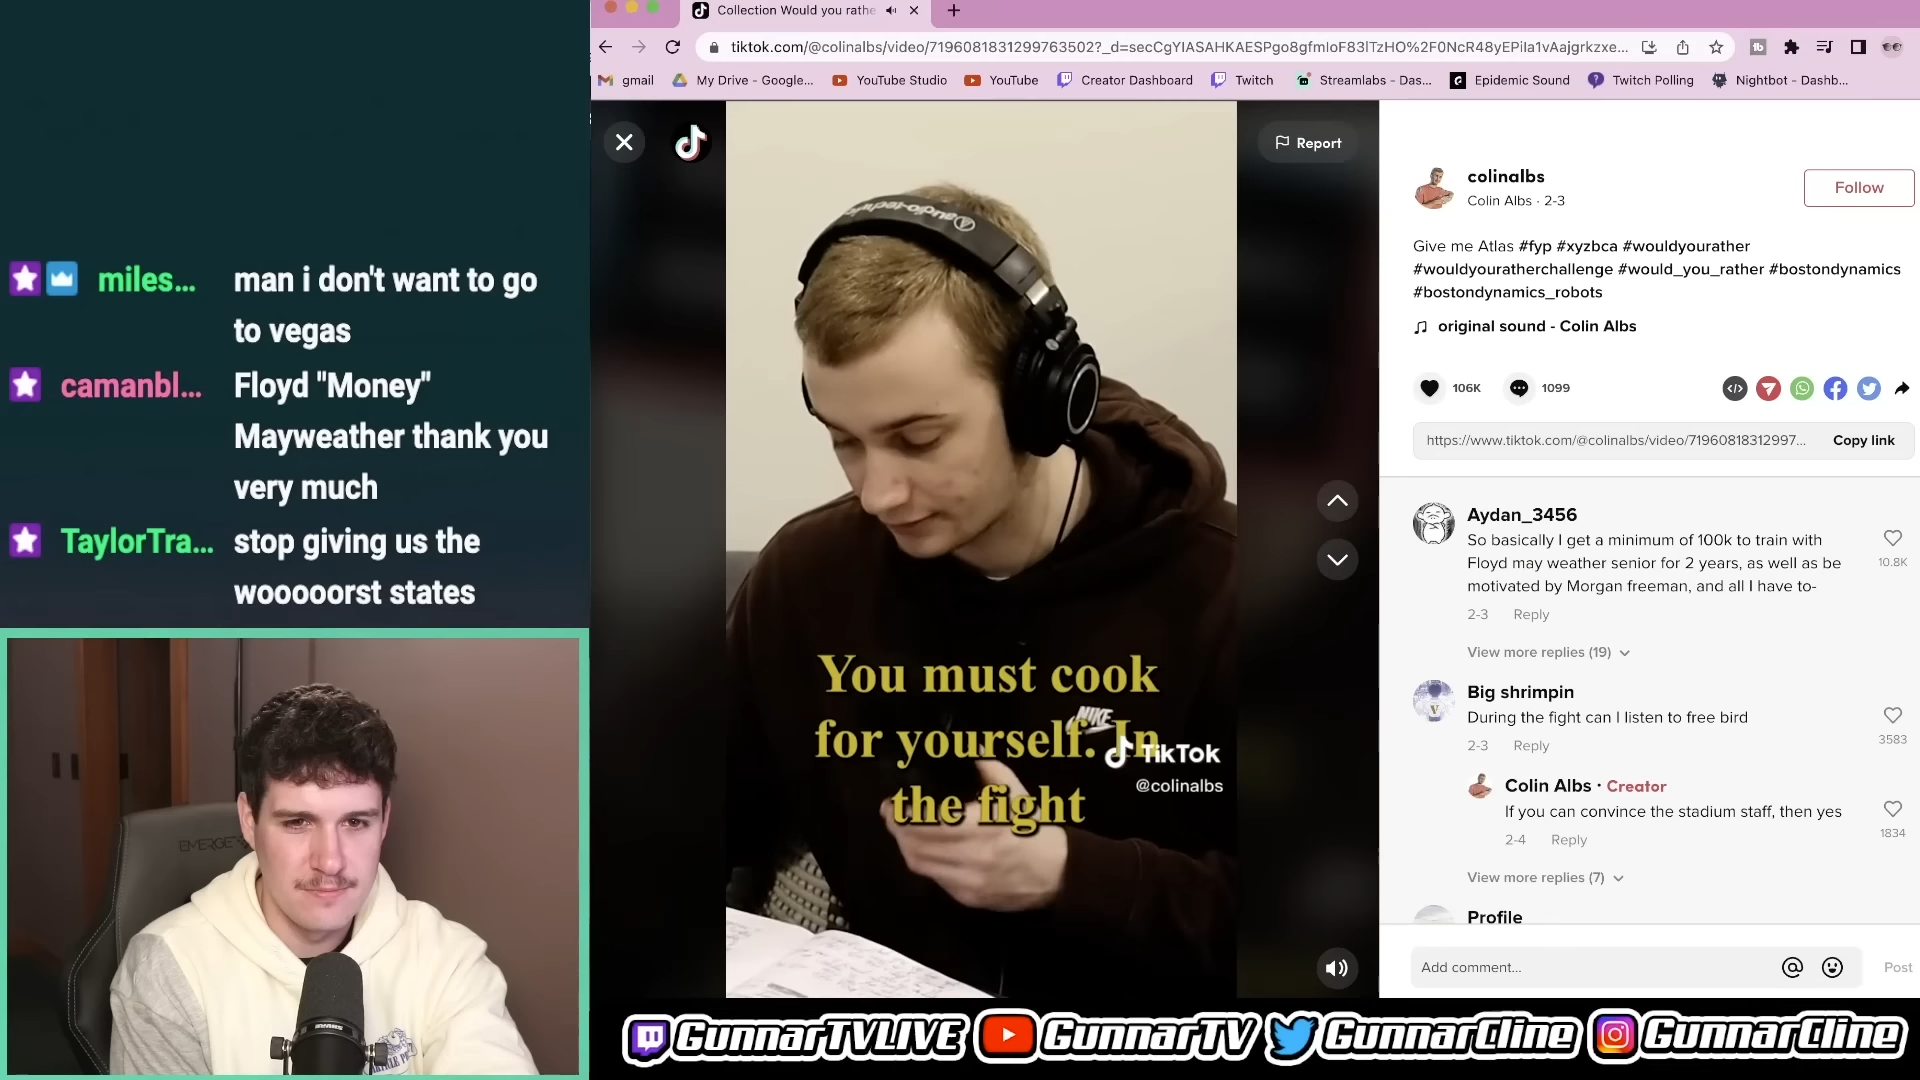 Collection Would you rathe
tiktok.com/@colinalbs/video/7196081831299763502?_d=secCgYIASAHKAESPgo8gfmIoF83lTzHO%2F0NcR48yEPiIa1vAajgrkzxe...
gmail
My Drive - Google...
YouTube Studio
YouTube
Creator Dashboard
Twitch
Streamlabs - Das...
Epidemic Sound
Twitch Polling
Nightbot - Dashb...
miles... man i don't want to go
to vegas
camanbl... Floyd "Money"
Mayweather thank you
very much
TaylorTra... stop giving us the
wooooorst states
Report
audio-technica
You must cook
for yourself. In
the fight
NIKE
TikTok
@colinalbs
colinalbs
Colin Albs · 2-3
Follow
Give me Atlas #fyp #xyzbca #wouldyourather
#wouldyouratherchallenge #would_you_rather #bostondynamics
#bostondynamics_robots
original sound - Colin Albs
106K
1099
https://www.tiktok.com/@colinalbs/video/71960818312997...
Copy link
Aydan_3456
So basically I get a minimum of 100k to train with
Floyd may weather senior for 2 years, as well as be
motivated by Morgan freeman, and all I have to-
10.8K
2-3 Reply
View more replies (19)
Big shrimpin
During the fight can I listen to free bird
3583
2-3 Reply
Colin Albs · Creator
If you can convince the stadium staff, then yes
1834
2-4 Reply
View more replies (7)
Profile
Add comment...
Post
GunnarTVLIVE
GunnarTV
GunnarCline
GunnarCline